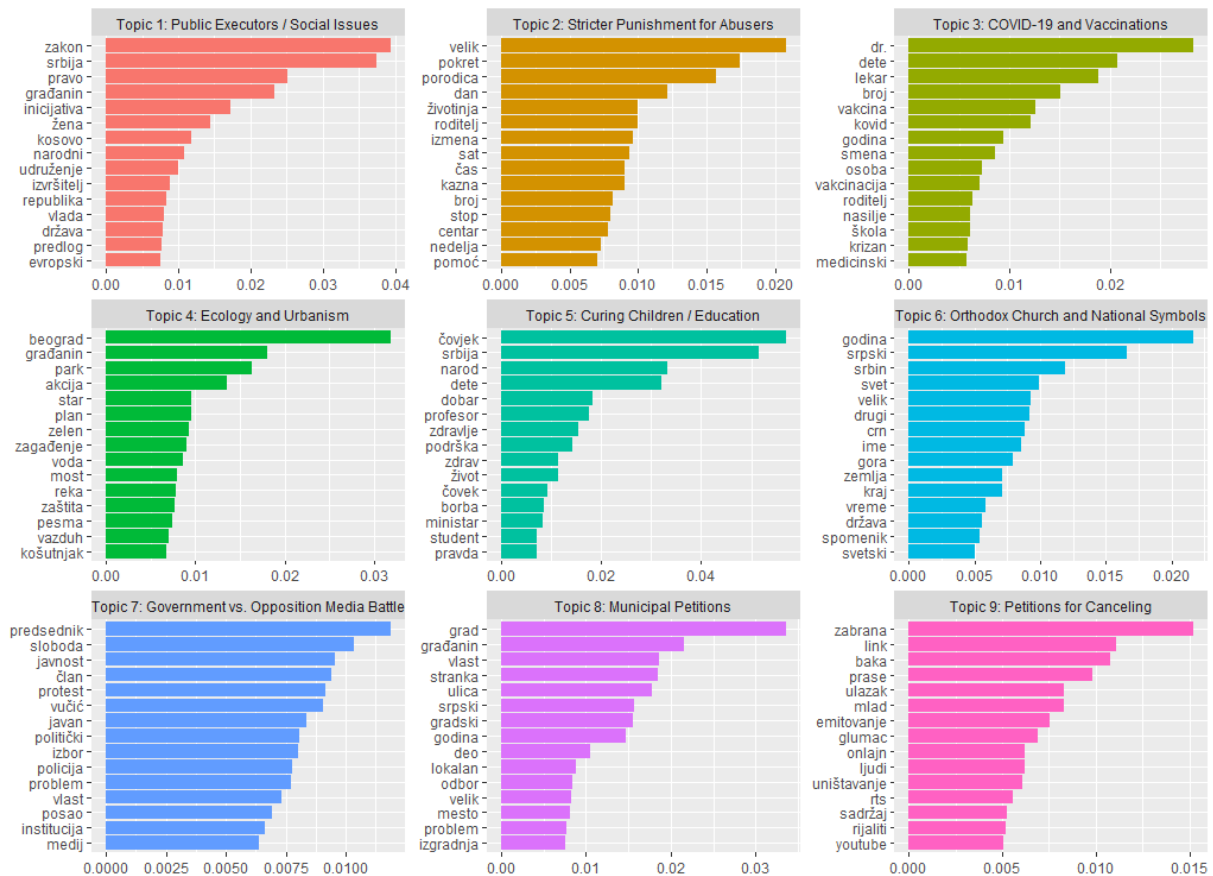 Topic 1: Public Executors / Social Issues
zakon
srbija
pravo
građanin
inicijativa
žena
kosovo
narodni
udruženje
izvršitelj
republika
vlada
država
predlog
evropski
0.00 0.01 0.02 0.03 0.04
Topic 2: Stricter Punishment for Abusers
velik
pokret
porodica
dan
životinja
roditelj
izmena
sat
čas
kazna
broj
stop
centar
nedelja
pomoć
0.000 0.005 0.010 0.015 0.020
Topic 3: COVID-19 and Vaccinations
dr.
dete
lekar
broj
vakcina
kovid
godina
smena
osoba
vakcinacija
roditelj
nasilje
škola
krizan
medicinski
0.00 0.01 0.02
Topic 4: Ecology and Urbanism
beograd
građanin
park
akcija
star
plan
zelen
zagađenje
voda
most
reka
zaštita
pesma
vazduh
košutnjak
0.00 0.01 0.02 0.03
Topic 5: Curing Children / Education
čovjek
srbija
narod
dete
dobar
profesor
zdravlje
podrška
zdrav
život
čovek
borba
ministar
student
pravda
0.00 0.02 0.04
Topic 6: Orthodox Church and National Symbols
godina
srpski
srbin
svet
velik
drugi
crn
ime
gora
zemlja
kraj
vreme
država
spomenik
svetski
0.000 0.005 0.010 0.015 0.020
Topic 7: Government vs. Opposition Media Battle
predsednik
sloboda
javnost
član
protest
vučić
javan
politički
izbor
policija
problem
vlast
posao
institucija
medij
0.0000 0.0025 0.0050 0.0075 0.0100
Topic 8: Municipal Petitions
grad
građanin
vlast
stranka
ulica
srpski
gradski
godina
deo
lokalan
odbor
velik
mesto
problem
izgradnja
0.00 0.01 0.02 0.03
Topic 9: Petitions for Canceling
zabrana
link
baka
prase
ulazak
mlad
emitovanje
glumac
onlajn
ljudi
uništavanje
rts
sadržaj
rijaliti
youtube
0.000 0.005 0.010 0.015